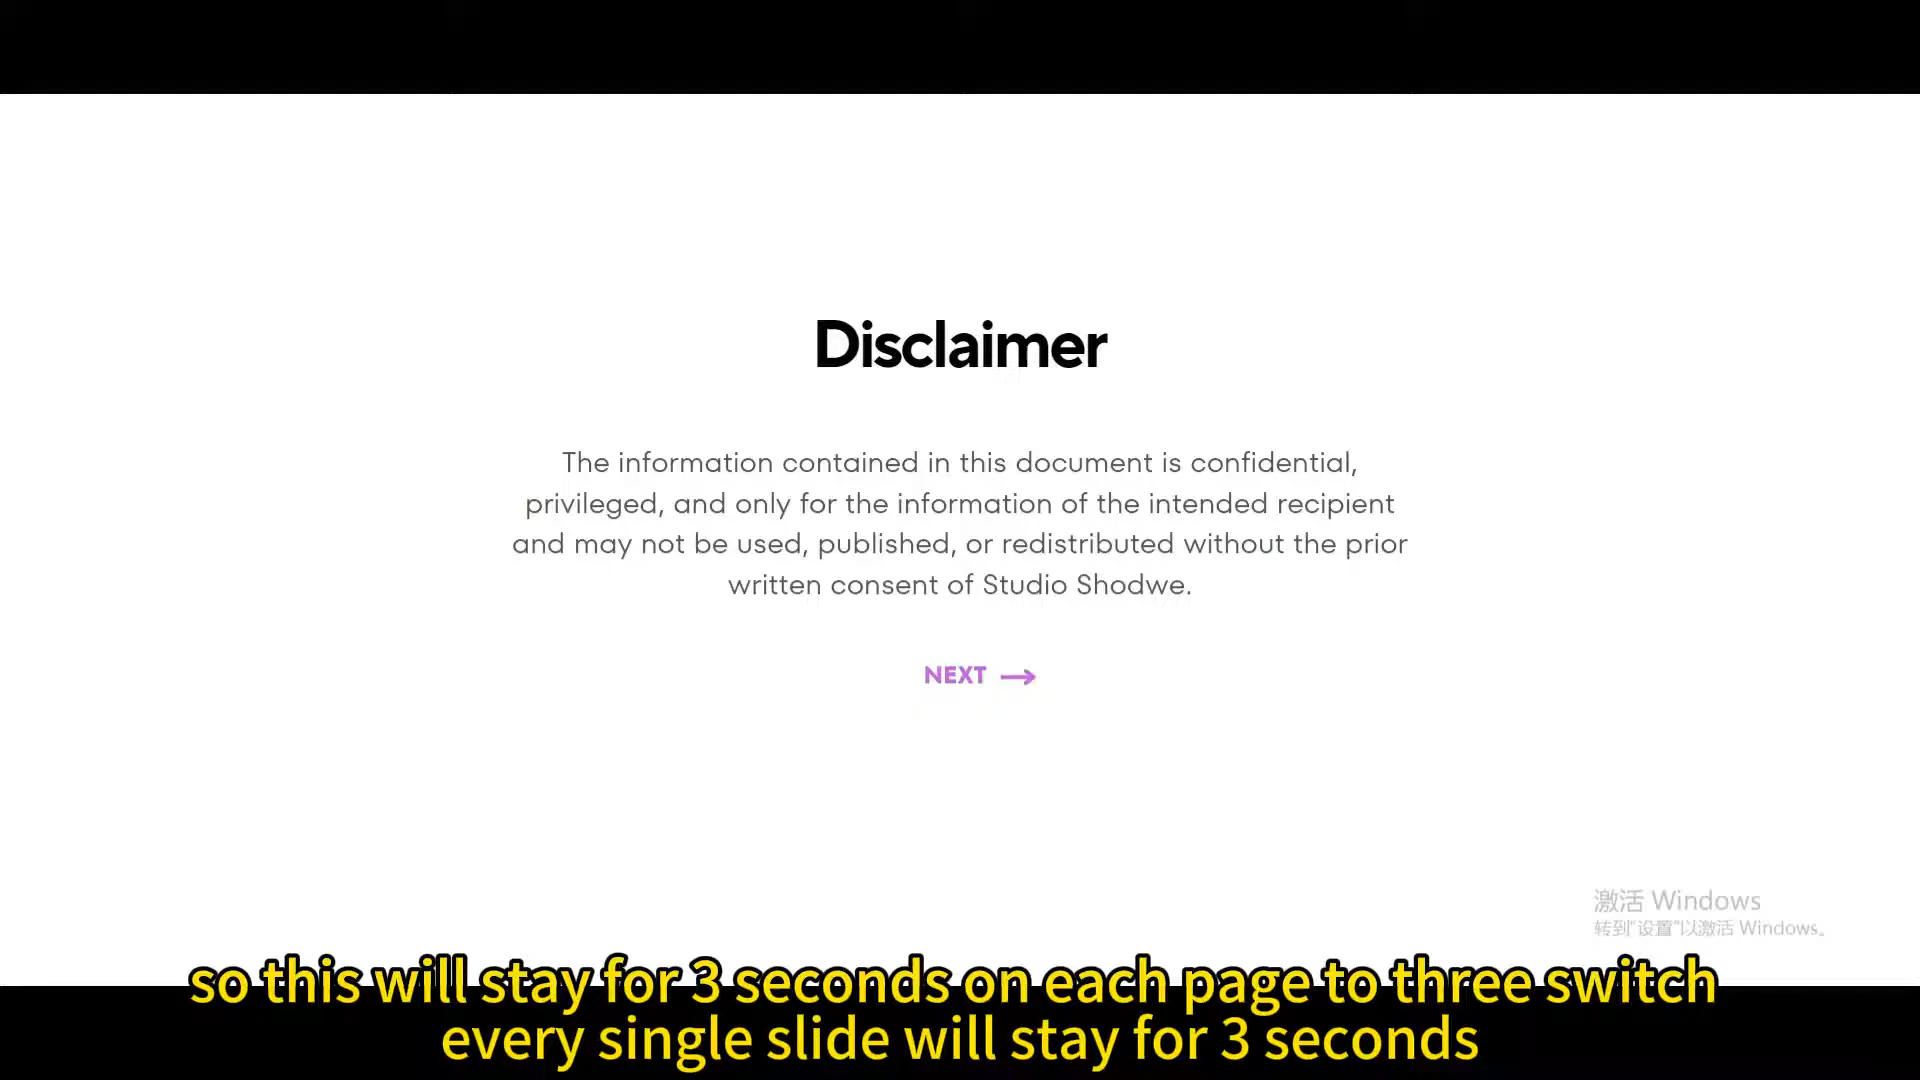 Disclaimer
The information contained in this document is confidential,
privileged, and only for the information of the intended recipient
and may not be used, published, or redistributed without the prior
written consent of Studio Shodwe.
NEXT
激活 Windows
转到"设置"以激活 Windows。
so this will stay for 3 seconds on each page to three switch
every single slide will stay for 3 seconds